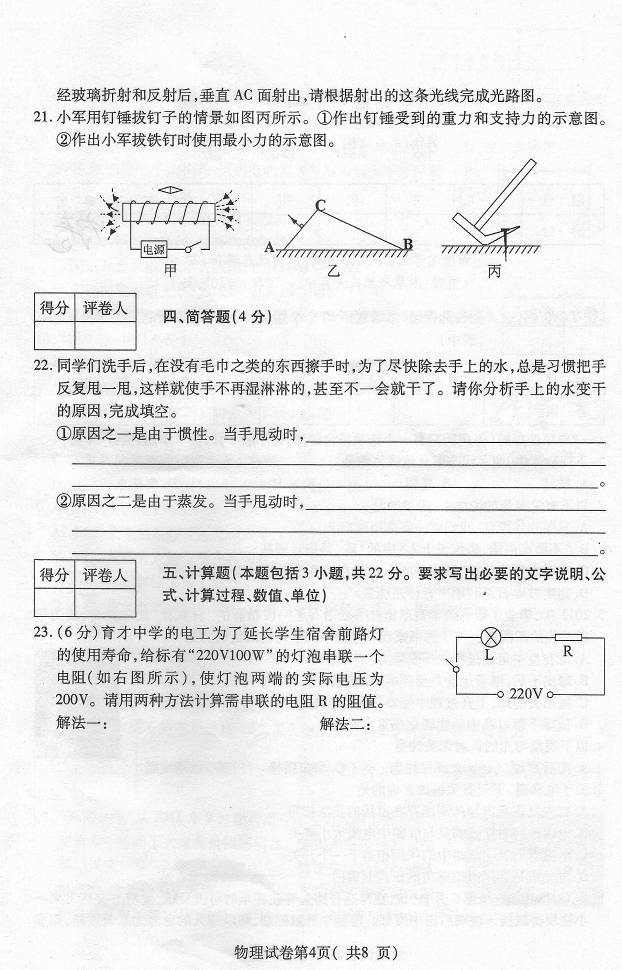 经玻璃折射和反射后,垂直 AC 面射出,请根据射出的这条光线完成光路图。
21.小军用钉锤拔钉子的情景如图丙所示。①作出钉锤受到的重力和支持力的示意图。
②作出小军拔铁钉时使用最小力的示意图。
电源
甲
A C B
乙
丙
得分 评卷人
四、简答题(4 分)
22.同学们洗手后,在没有毛巾之类的东西擦手时,为了尽快除去手上的水,总是习惯把手
反复甩一甩,这样就使手不再湿淋淋的,甚至不一会就干了。请你分析手上的水变干
的原因,完成填空。
①原因之一是由于惯性。当手甩动时,
。
②原因之二是由于蒸发。当手甩动时,
。
得分 评卷人
五、计算题(本题包括 3 小题,共 22 分。要求写出必要的文字说明、公
式、计算过程、数值、单位)
23.(6 分)育才中学的电工为了延长学生宿舍前路灯
的使用寿命,给标有“220V100W”的灯泡串联一个
电阻(如右图所示),使灯泡两端的实际电压为
200V。请用两种方法计算需串联的电阻 R 的阻值。
L R
220V
解法一: 解法二:
物理试卷第4页( 共8 页)